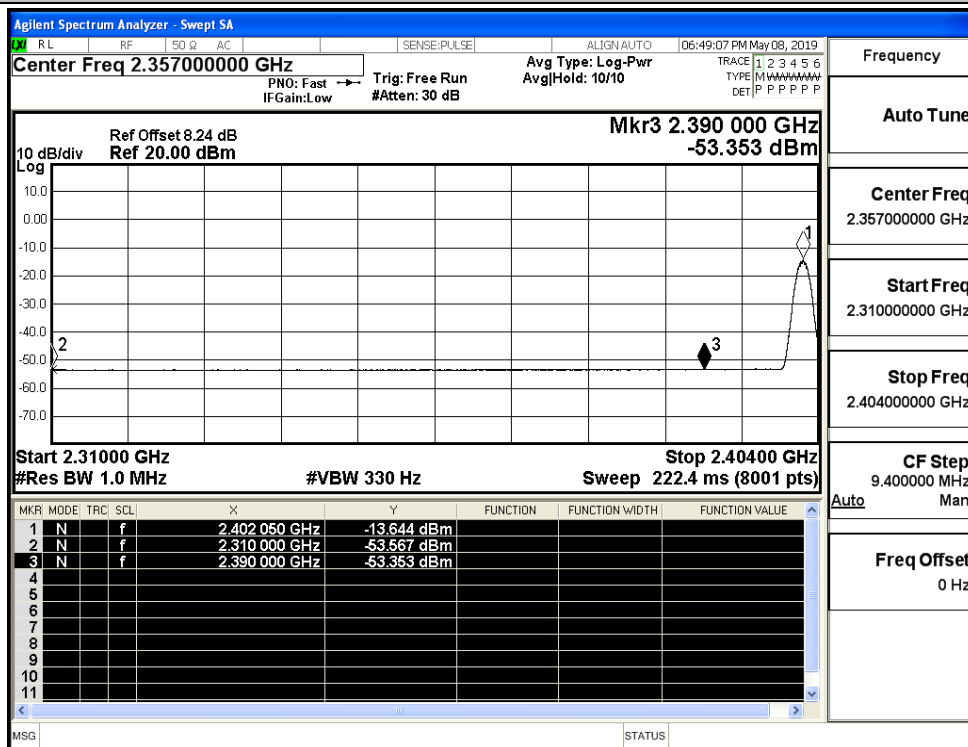 Agilent Spectrum Analyzer - Swept SA
LXI RL RF 50 Ω AC SENSE:PULSE ALIGN AUTO 06:49:07 PM May 08, 2019
Center Freq 2.357000000 GHz
PNO: Fast
IFGain:Low
Trig: Free Run
#Atten: 30 dB
Avg Type: Log-Pwr
Avg|Hold: 10/10
TRACE 1 2 3 4 5 6
TYPE M W W W W W
DET P P P P P P
Ref Offset 8.24 dB
Ref 20.00 dBm
10 dB/div
Log
Mkr3 2.390 000 GHz
-53.353 dBm
10.0
0.00
-10.0
-20.0
-30.0
-40.0
-50.0
-60.0
-70.0
1
2
3
Start 2.31000 GHz
Stop 2.40400 GHz
#Res BW 1.0 MHz
#VBW 330 Hz
Sweep 222.4 ms (8001 pts)
MKR MODE TRC SCL X Y FUNCTION FUNCTION WIDTH FUNCTION VALUE
1 N f 2.402 050 GHz -13.644 dBm
2 N f 2.310 000 GHz -53.567 dBm
3 N f 2.390 000 GHz -53.353 dBm
4
5
6
7
8
9
10
11
MSG
STATUS
Frequency
Auto Tune
Center Freq
2.357000000 GHz
Start Freq
2.310000000 GHz
Stop Freq
2.404000000 GHz
CF Step
9.400000 MHz
Auto Man
Freq Offset
0 Hz